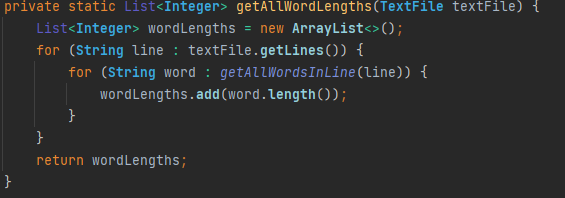 private static List<Integer> getAllWordLengths(TextFile textFile) {
    List<Integer> wordLengths = new ArrayList<>();
    for (String line : textFile.getLines()) {
        for (String word : getAllWordsInLine(line)) {
            wordLengths.add(word.length());
        }
    }
    return wordLengths;
}